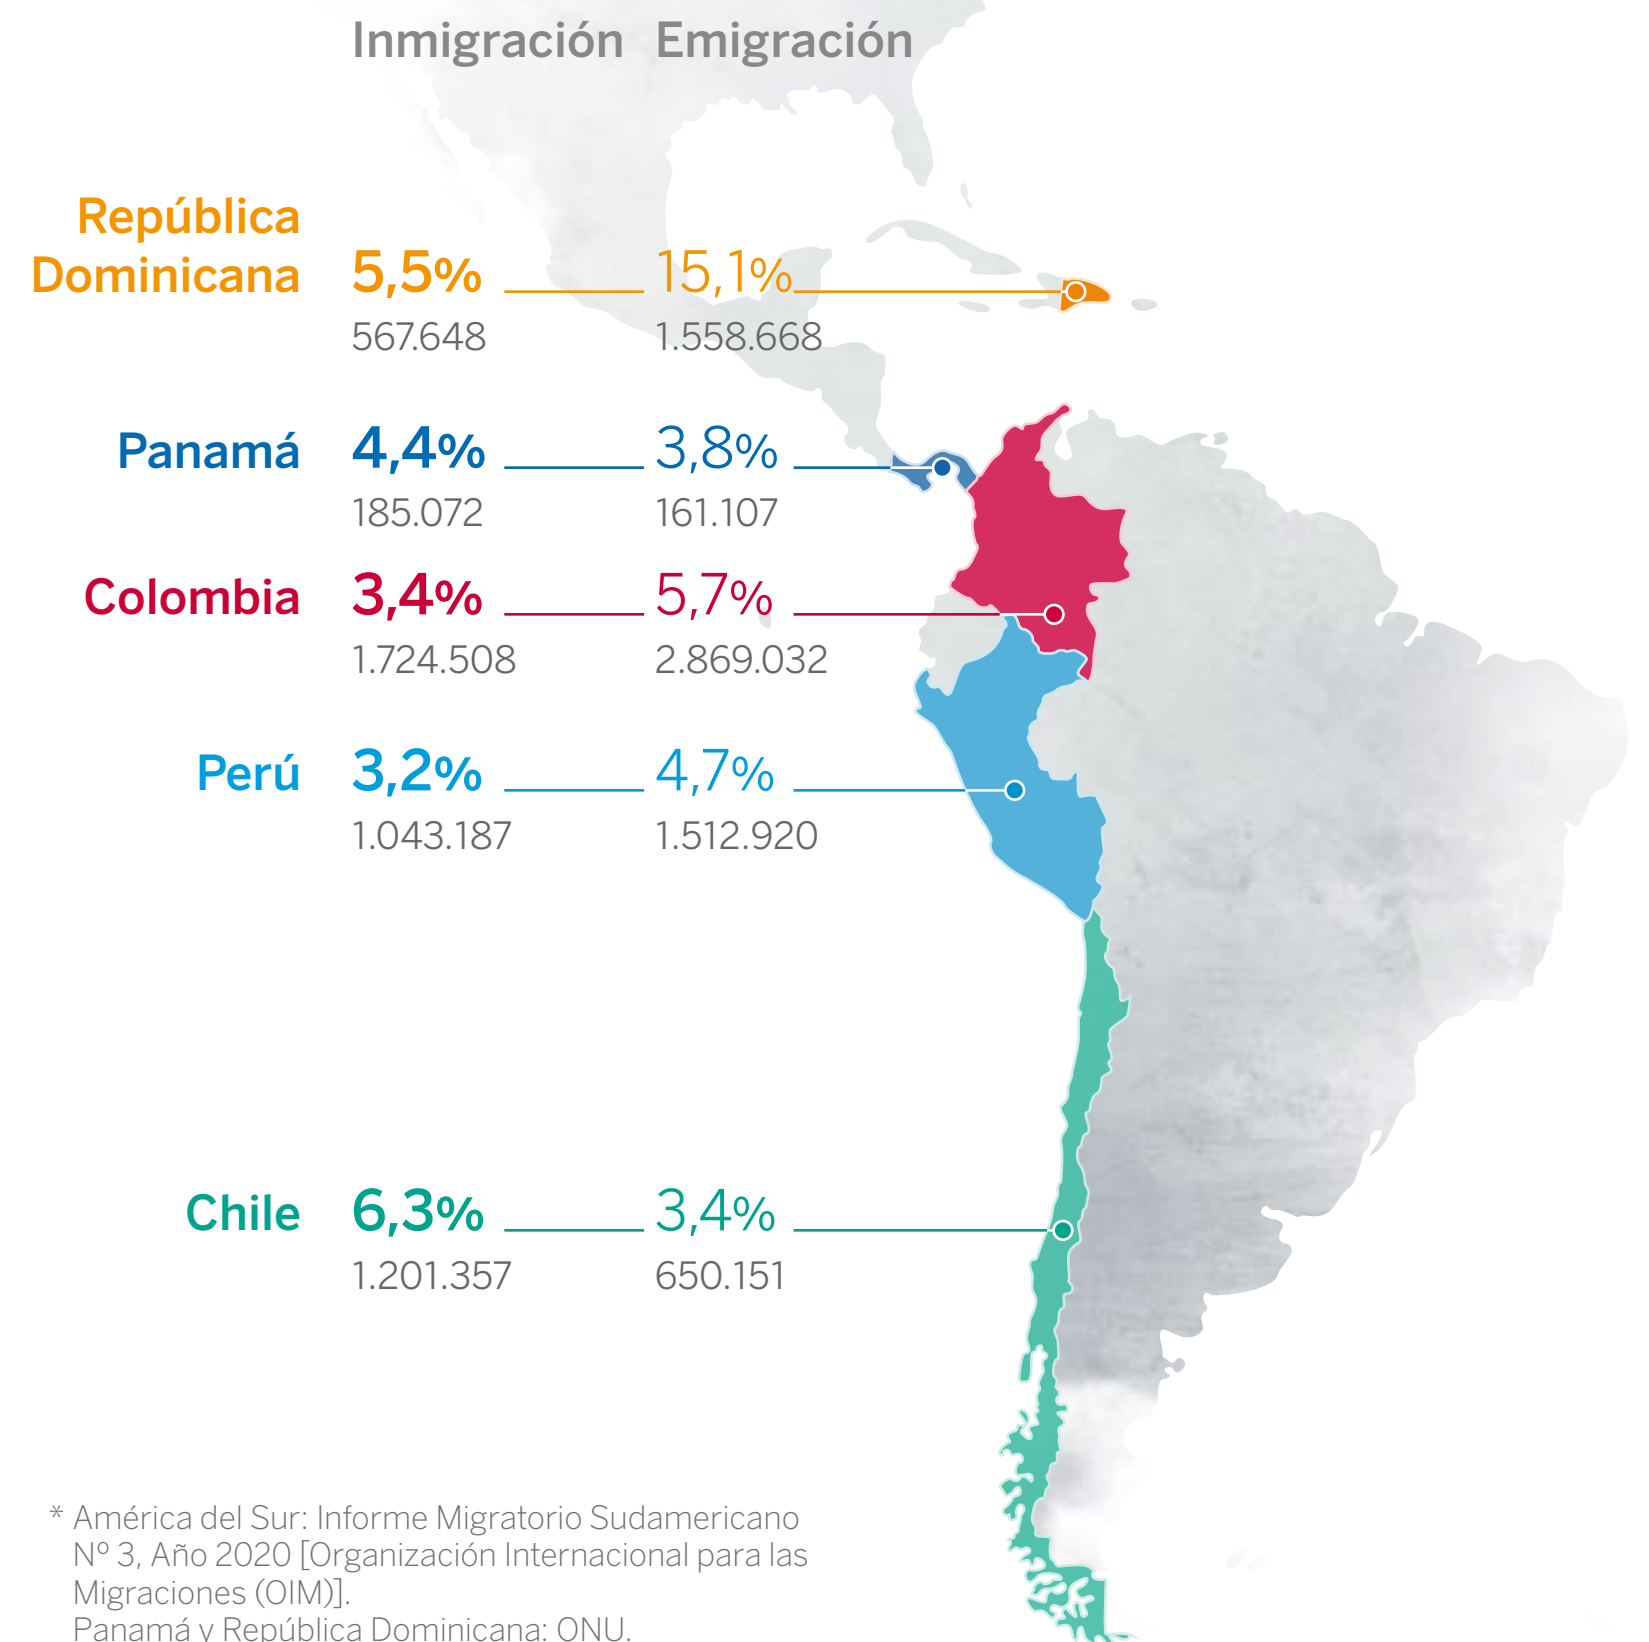 Inmigración Emigración
República
Dominicana 5,5% 15,1%
567.648 1.558.668
Panamá 4,4% 3,8%
185.072 161.107
Colombia 3,4% 5,7%
1.724.508 2.869.032
Perú 3,2% 4,7%
1.043.187 1.512.920
Chile 6,3% 3,4%
1.201.357 650.151
* América del Sur: Informe Migratorio Sudamericano
Nº 3, Año 2020 [Organización Internacional para las
Migraciones (OIM)].
Panamá y República Dominicana: ONU.